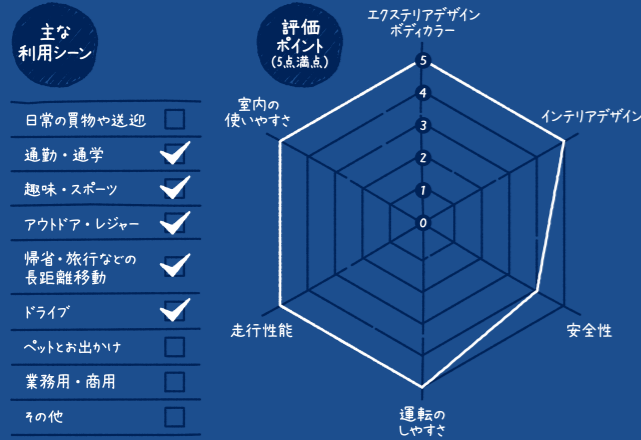 主な
利用シーン
日常の買物や送迎
通勤・通学
趣味・スポーツ
アウトドア・レジャー
帰省・旅行などの
長距離移動
ドライブ
ペットとお出かけ
業務用・商用
その他
評価
ポイント
(5点満点)
エクステリアデザイン
ボディカラー
室内の
使いやすさ
インテリアデザイン
5
4
3
2
1
0
走行性能
安全性
運転の
しやすさ